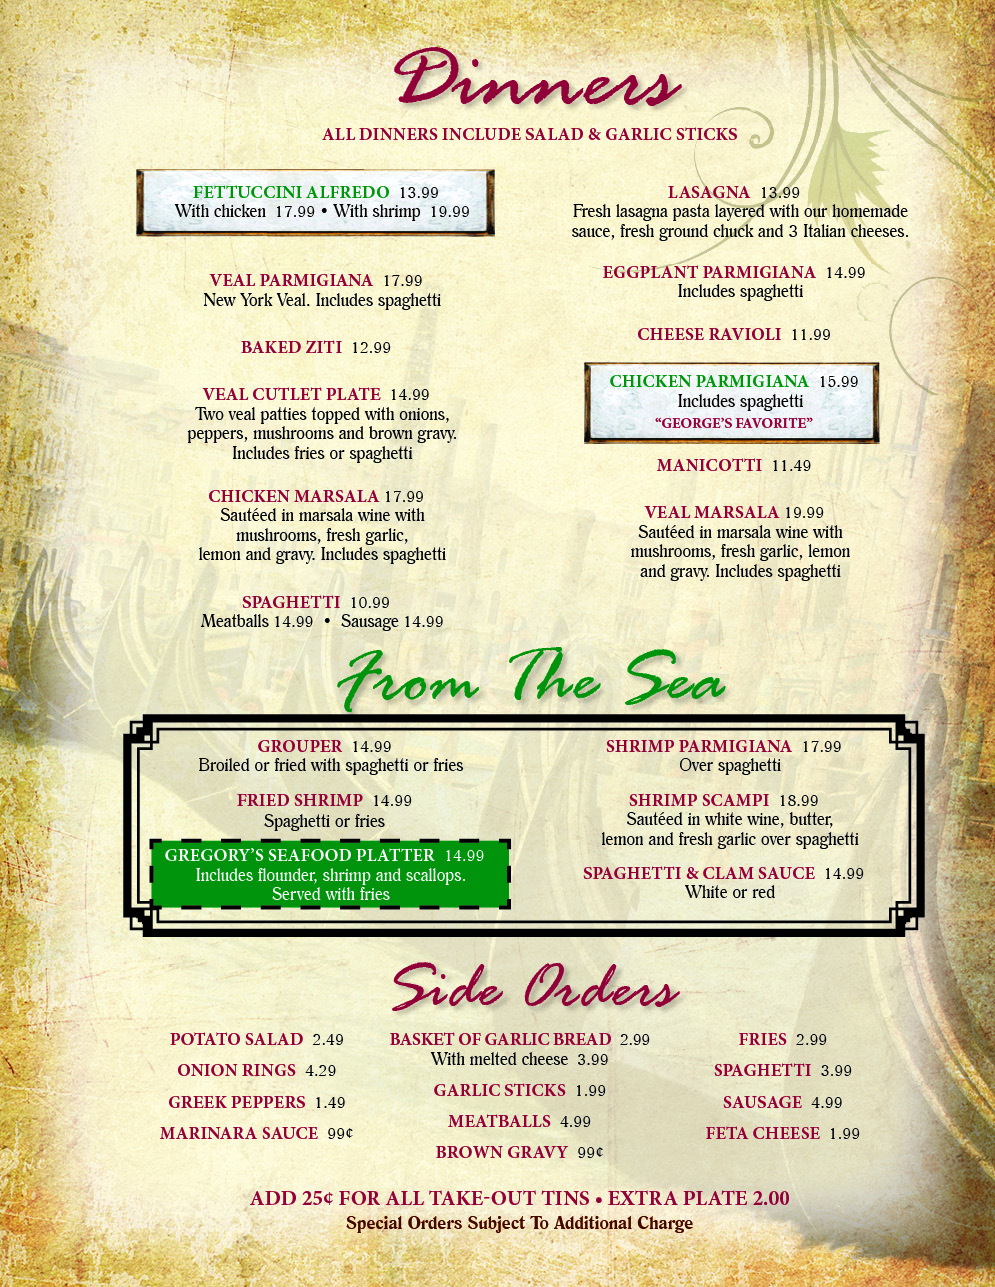 Dinners
ALL DINNERS INCLUDE SALAD & GARLIC STICKS
FETTUCCINI ALFREDO 13.99
With chicken 17.99 • With shrimp 19.99
VEAL PARMIGIANA 17.99
New York Veal. Includes spaghetti
BAKED ZITI 12.99
VEAL CUTLET PLATE 14.99
Two veal patties topped with onions,
peppers, mushrooms and brown gravy.
Includes fries or spaghetti
CHICKEN MARSALA 17.99
Sautéed in marsala wine with
mushrooms, fresh garlic,
lemon and gravy. Includes spaghetti
SPAGHETTI 10.99
Meatballs 14.99 • Sausage 14.99
LASAGNA 13.99
Fresh lasagna pasta layered with our homemade
sauce, fresh ground chuck and 3 Italian cheeses.
EGGPLANT PARMIGIANA 14.99
Includes spaghetti
CHEESE RAVIOLI 11.99
CHICKEN PARMIGIANA 15.99
Includes spaghetti
“GEORGE’S FAVORITE”
MANICOTTI 11.49
VEAL MARSALA 19.99
Sautéed in marsala wine with
mushrooms, fresh garlic, lemon
and gravy. Includes spaghetti
From The Sea
GROUPER 14.99
Broiled or fried with spaghetti or fries
FRIED SHRIMP 14.99
Spaghetti or fries
GREGORY’S SEAFOOD PLATTER 14.99
Includes flounder, shrimp and scallops.
Served with fries
SHRIMP PARMIGIANA 17.99
Over spaghetti
SHRIMP SCAMPI 18.99
Sautéed in white wine, butter,
lemon and fresh garlic over spaghetti
SPAGHETTI & CLAM SAUCE 14.99
White or red
Side Orders
POTATO SALAD 2.49
ONION RINGS 4.29
GREEK PEPPERS 1.49
MARINARA SAUCE 99¢
BASKET OF GARLIC BREAD 2.99
With melted cheese 3.99
GARLIC STICKS 1.99
MEATBALLS 4.99
BROWN GRAVY 99¢
FRIES 2.99
SPAGHETTI 3.99
SAUSAGE 4.99
FETA CHEESE 1.99
ADD 25¢ FOR ALL TAKE-OUT TINS • EXTRA PLATE 2.00
Special Orders Subject To Additional Charge